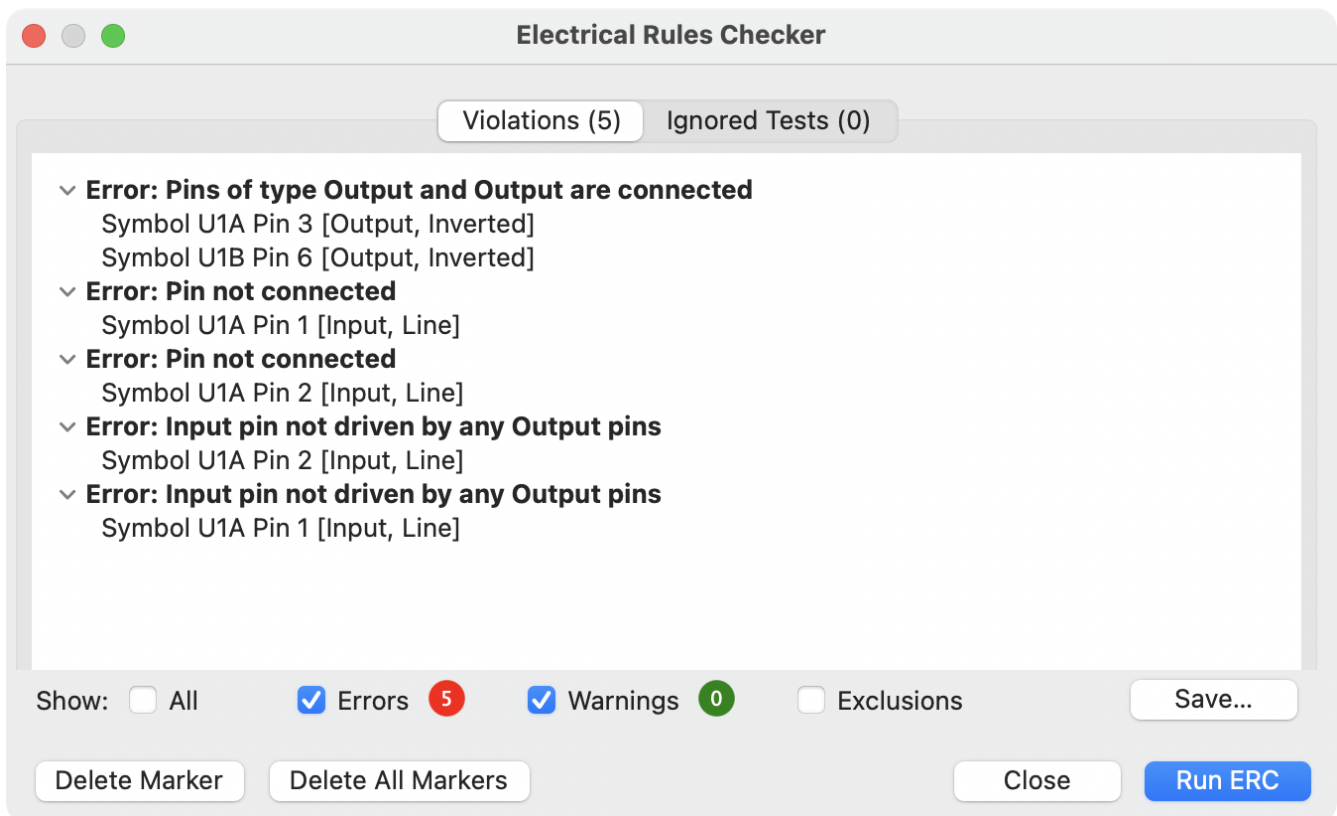 Electrical Rules Checker
Violations (5) Ignored Tests (0)
Error: Pins of type Output and Output are connected
Symbol U1A Pin 3 [Output, Inverted]
Symbol U1B Pin 6 [Output, Inverted]
Error: Pin not connected
Symbol U1A Pin 1 [Input, Line]
Error: Pin not connected
Symbol U1A Pin 2 [Input, Line]
Error: Input pin not driven by any Output pins
Symbol U1A Pin 2 [Input, Line]
Error: Input pin not driven by any Output pins
Symbol U1A Pin 1 [Input, Line]
Show: All Errors 5 Warnings 0 Exclusions Save...
Delete Marker Delete All Markers Close Run ERC